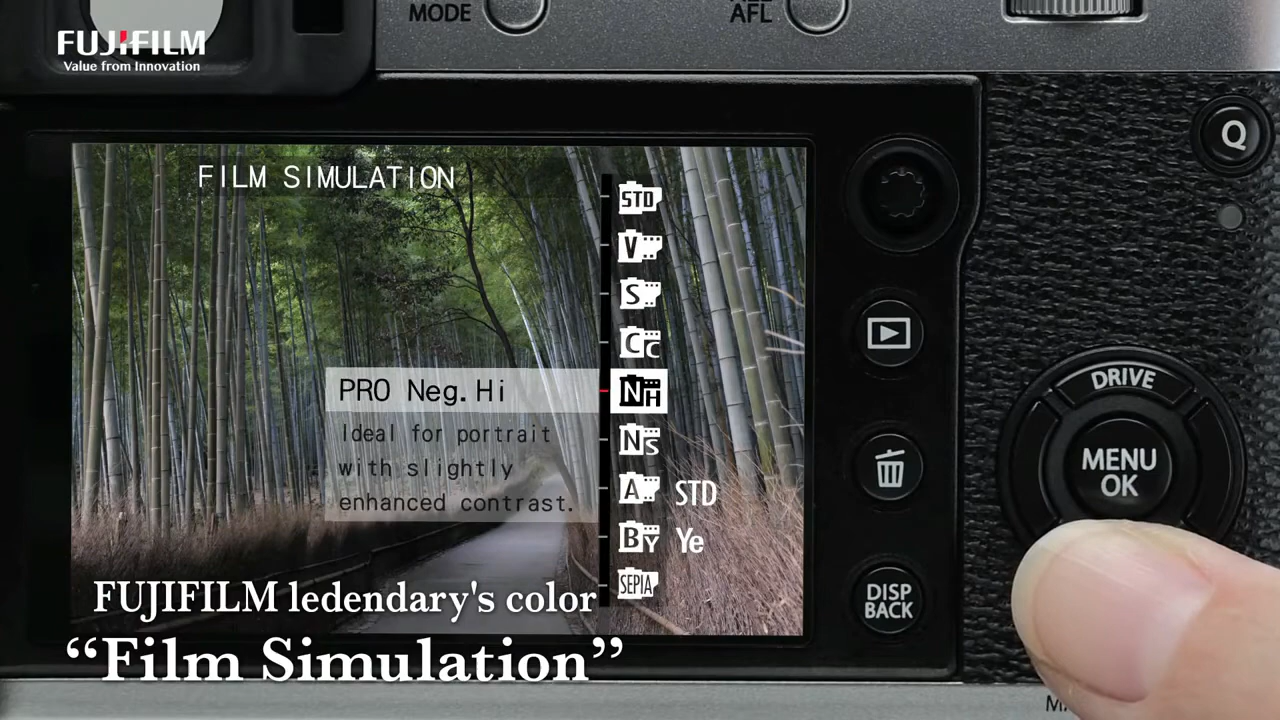 MODE
AFL
FUJIFILM
Value from Innovation
Q
FILM SIMULATION
STD
V
S
Cc
PRO Neg.Hi
NH
Ideal for portrait
with slightly
enhanced contrast.
NS
A STD
BY Ye
SEPIA
DRIVE
MENU
OK
DISP
BACK
FUJIFILM ledendary's color
“Film Simulation”